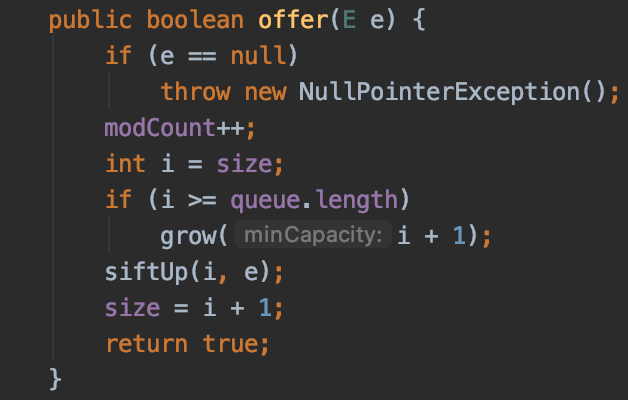 public boolean offer(E e) {
if (e == null)
throw new NullPointerException();
modCount++;
int i = size;
if (i >= queue.length)
grow( minCapacity: i + 1);
siftUp(i, e);
size = i + 1;
return true;
}